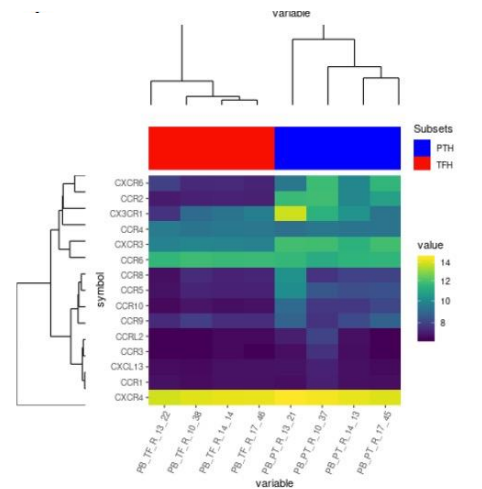 variable
Subsets
PTH
TFH
CXCR6
CCR2
CX3CR1
CCR4
CXCR3
CCR6
CCR8
CCR5
CCR10
CCR9
CCRL2
CCR3
CXCL13
CCR1
CXCR4
symbol
value
14
12
10
8
PB_TF_R_13_22
PB_TF_R_10_38
PB_TF_R_14_14
PB_TF_R_17_46
PB_PT_R_13_21
PB_PT_R_10_37
PB_PT_R_14_13
PB_PT_R_17_45
variable